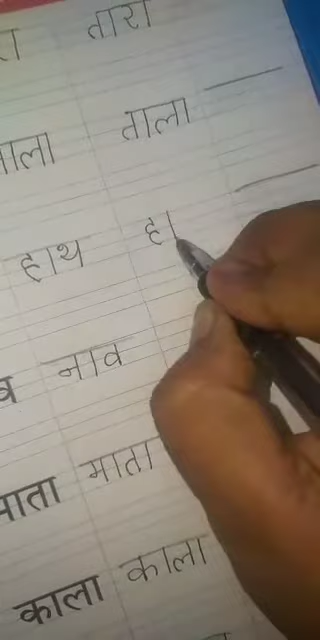 तारा
ताला
हाथ हा
नाव
माता
काला काला